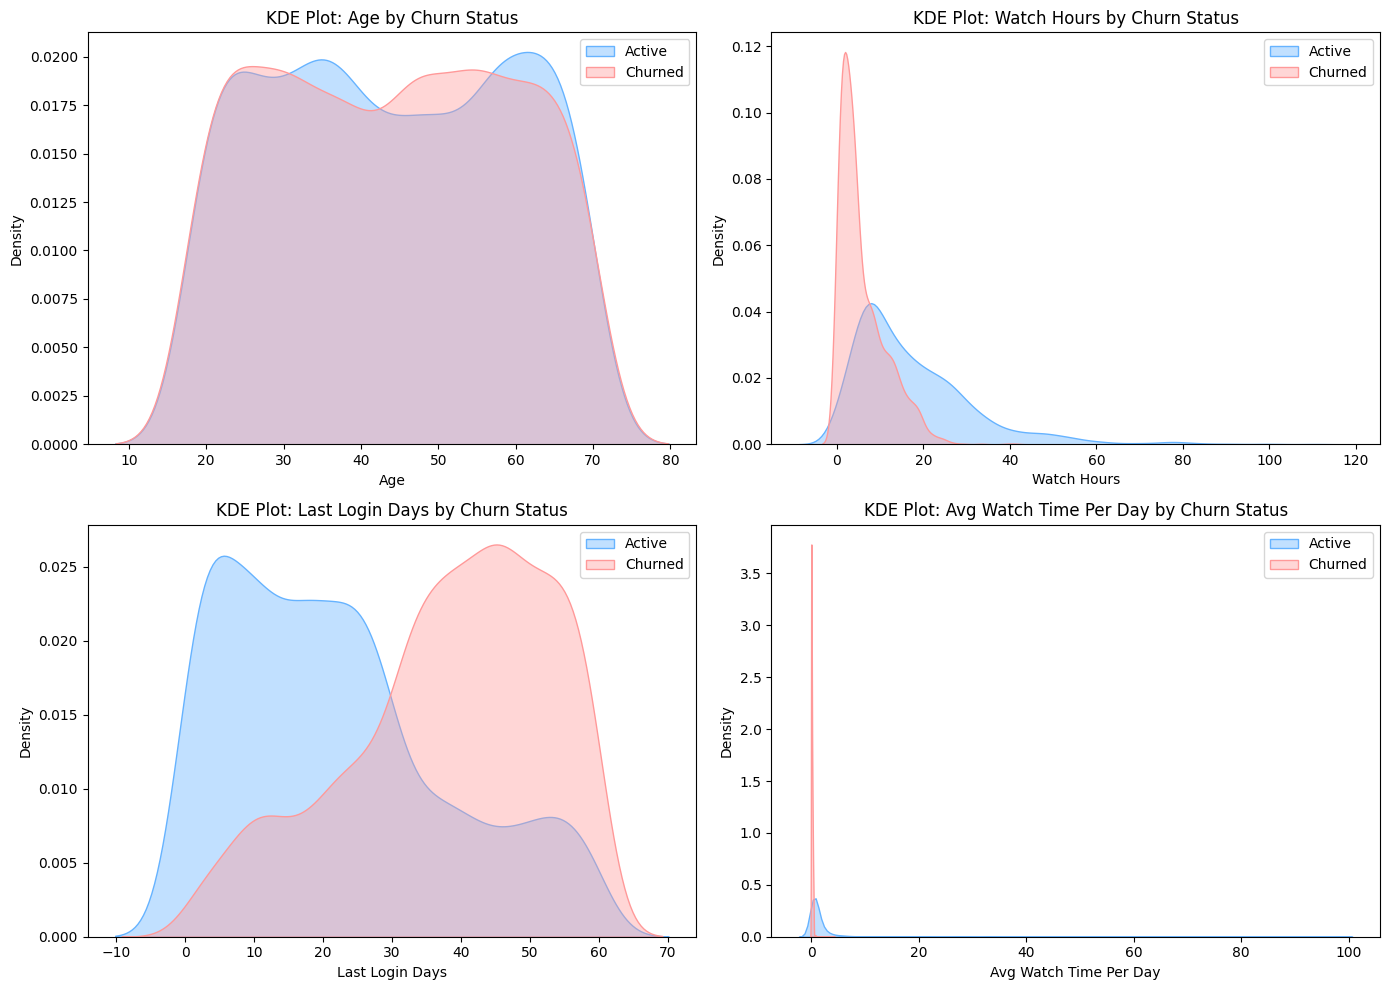 KDE Plot: Age by Churn Status
Active
Churned
0.0200
0.0175
0.0150
0.0125
0.0100
0.0075
0.0050
0.0025
0.0000
Density
10 20 30 40 50 60 70 80
Age
KDE Plot: Watch Hours by Churn Status
Active
Churned
0.12
0.10
0.08
0.06
0.04
0.02
0.00
Density
0 20 40 60 80 100 120
Watch Hours
KDE Plot: Last Login Days by Churn Status
Active
Churned
0.025
0.020
0.015
0.010
0.005
0.000
Density
−10 0 10 20 30 40 50 60 70
Last Login Days
KDE Plot: Avg Watch Time Per Day by Churn Status
Active
Churned
3.5
3.0
2.5
2.0
1.5
1.0
0.5
0.0
Density
0 20 40 60 80 100
Avg Watch Time Per Day